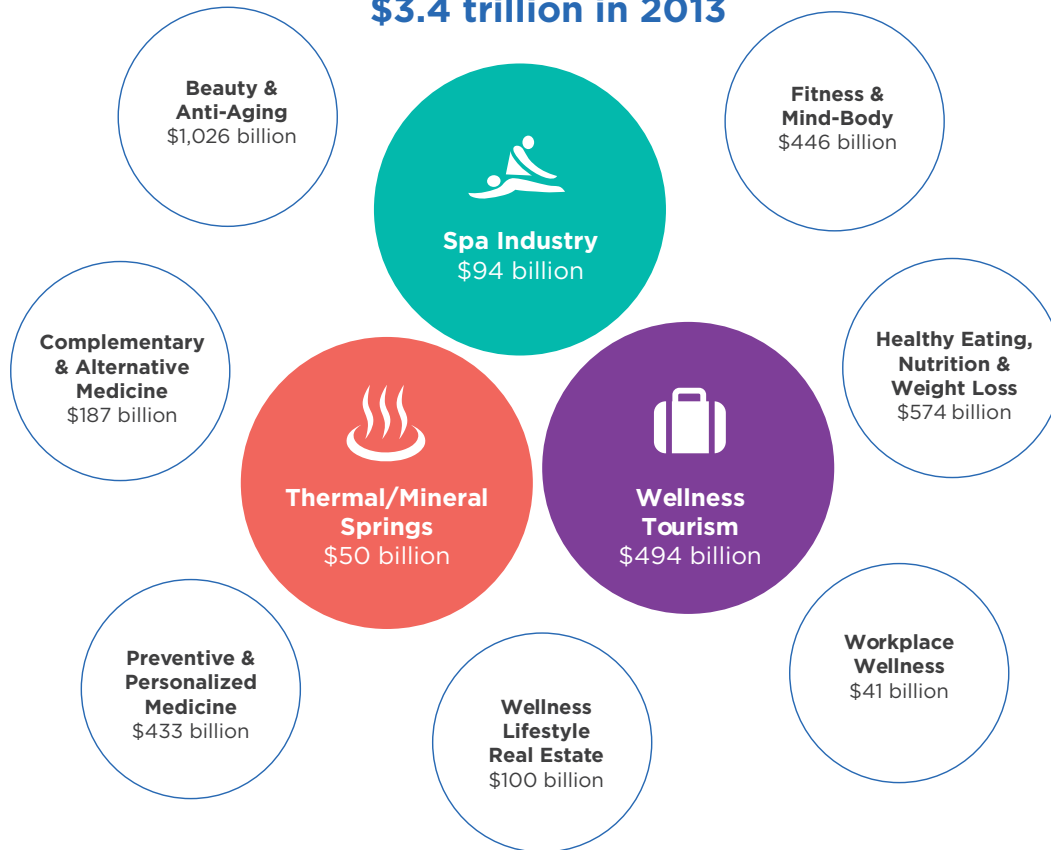 $3.4 trillion in 2013
Beauty &
Anti-Aging
$1,026 billion
Fitness &
Mind-Body
$446 billion
Spa Industry
$94 billion
Complementary
& Alternative
Medicine
$187 billion
Healthy Eating,
Nutrition &
Weight Loss
$574 billion
Thermal/Mineral
Springs
$50 billion
Wellness
Tourism
$494 billion
Preventive &
Personalized
Medicine
$433 billion
Wellness
Lifestyle
Real Estate
$100 billion
Workplace
Wellness
$41 billion